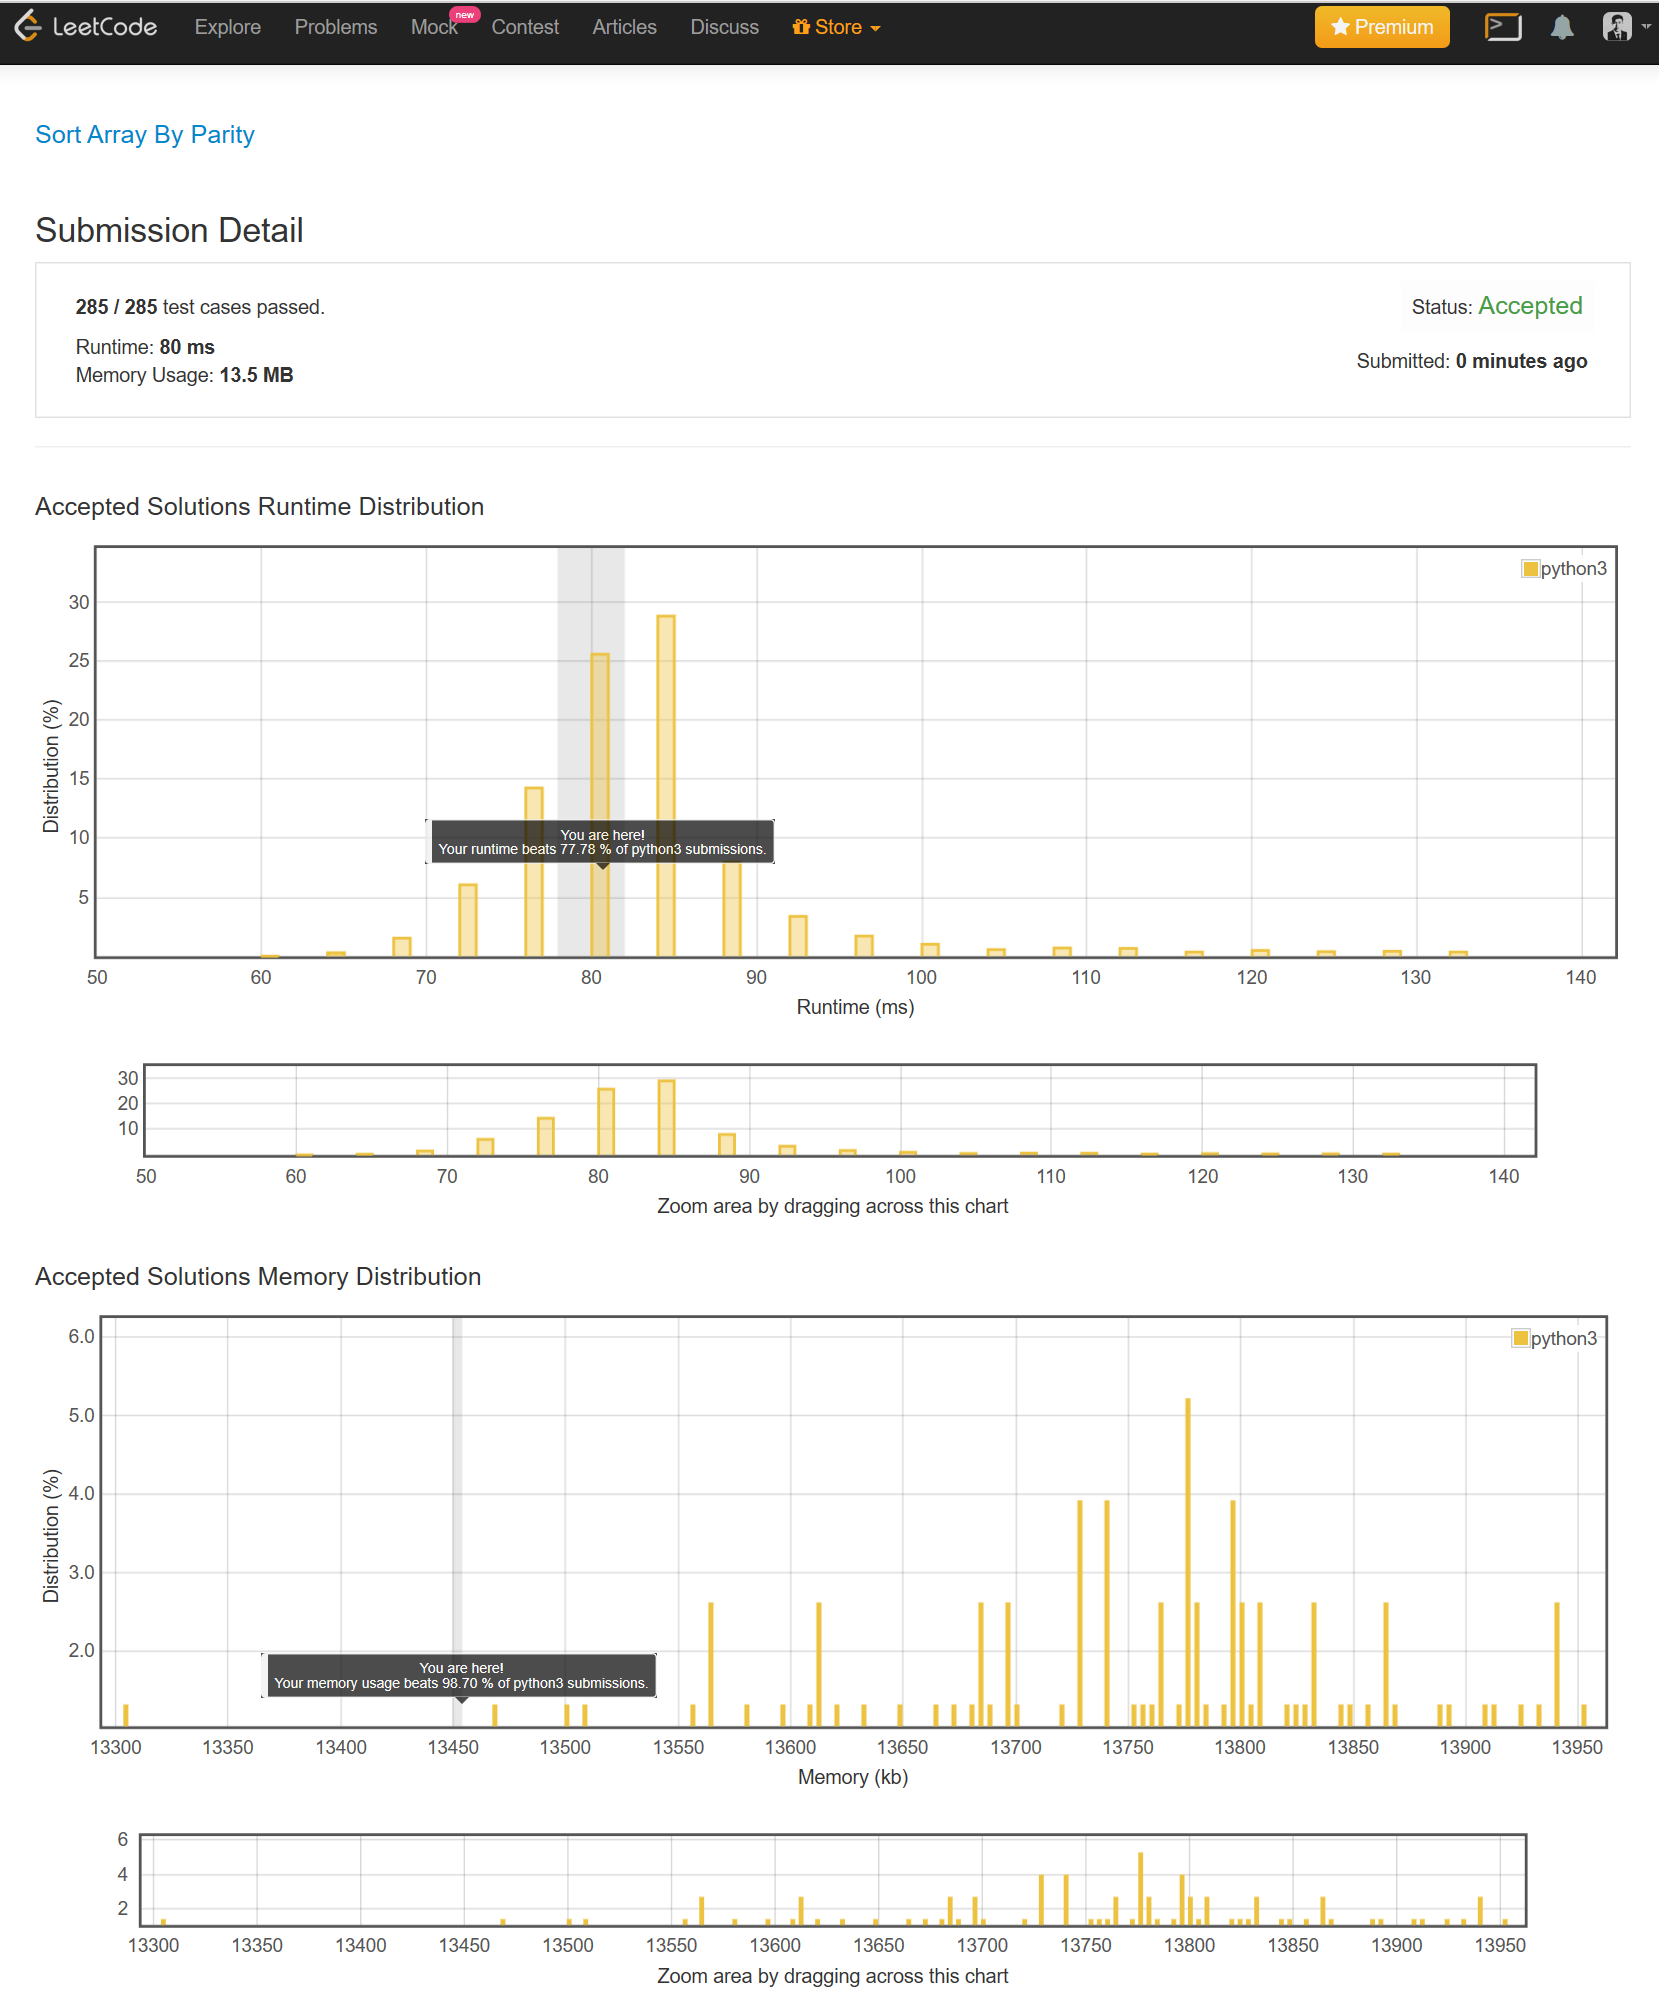 LeetCode Explore Problems Mock new Contest Articles Discuss Store Premium
Sort Array By Parity
Submission Detail
285 / 285 test cases passed.
Status: Accepted
Runtime: 80 ms
Memory Usage: 13.5 MB
Submitted: 0 minutes ago
Accepted Solutions Runtime Distribution
python3
30
25
20
15
10
5
Distribution (%)
You are here!
Your runtime beats 77.78 % of python3 submissions.
50 60 70 80 90 100 110 120 130 140
Runtime (ms)
30
20
10
50 60 70 80 90 100 110 120 130 140
Zoom area by dragging across this chart
Accepted Solutions Memory Distribution
python3
6.0
5.0
4.0
3.0
2.0
Distribution (%)
You are here!
Your memory usage beats 98.70 % of python3 submissions.
13300 13350 13400 13450 13500 13550 13600 13650 13700 13750 13800 13850 13900 13950
Memory (kb)
6
4
2
13300 13350 13400 13450 13500 13550 13600 13650 13700 13750 13800 13850 13900 13950
Zoom area by dragging across this chart